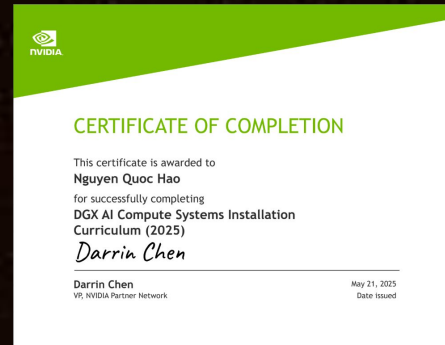 NVIDIA.
CERTIFICATE OF COMPLETION
This certificate is awarded to
Nguyen Quoc Hao
for successfully completing
DGX AI Compute Systems Installation
Curriculum (2025)
Darrin Chen
Darrin Chen
May 21, 2025
VP, NVIDIA Partner Network
Date issued